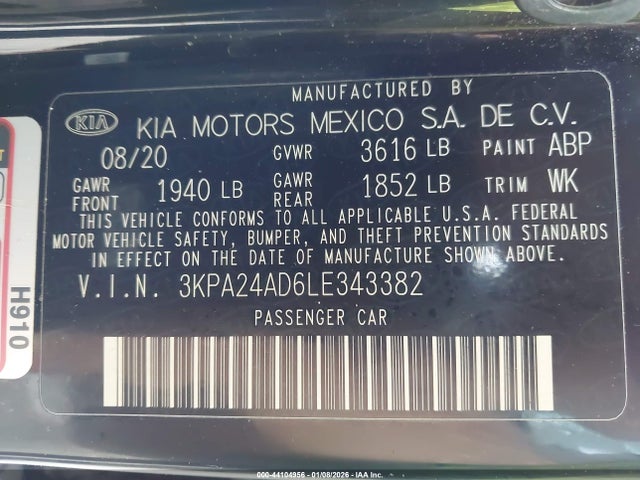 MANUFACTURED BY
KIA KIA MOTORS MEXICO S.A. DE C.V.
08/20 GVWR 3616 LB PAINT ABP
GAWR FRONT 1940 LB GAWR REAR 1852 LB TRIM WK
THIS VEHICLE CONFORMS TO ALL APPLICABLE U.S.A. FEDERAL
MOTOR VEHICLE SAFETY, BUMPER, AND THEFT PREVENTION STANDARDS
IN EFFECT ON THE DATE OF MANUFACTURE SHOWN ABOVE.
V.I.N. 3KPA24AD6LE343382
PASSENGER CAR
H910
000-44104956 - 01/08/2026 - IAA Inc.